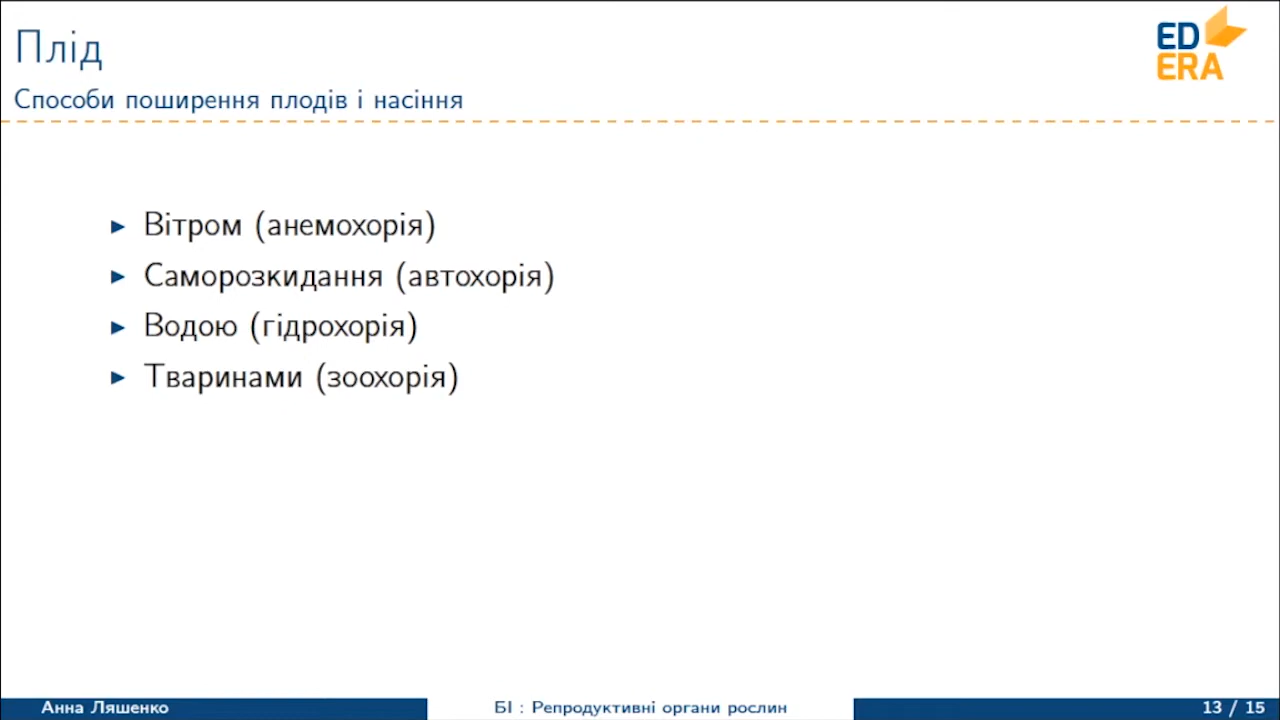 Плід
ED
ERA
Способи поширення плодів і насіння
▶ Вітром (анемохорія)
▶ Саморозкидання (автохорія)
▶ Водою (гідрохорія)
▶ Тваринами (зоохорія)
Анна Ляшенко
БІ : Репродуктивні органи рослин
13 / 15